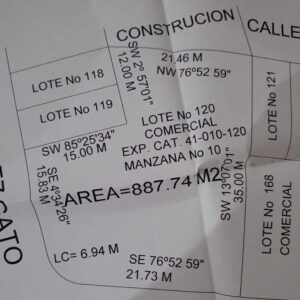 CONSTRUCION
CALLE
21.46 M
NW 76°52 59"
SW 2° 57'01"
12.00 M
LOTE No 118
LOTE No 119
LOTE No 120
COMERCIAL
EXP. CAT. 41-010-120
MANZANA No 10
LOTE No 121
SW 85°25'34"
15.00 M
SE 4°34'26"
15.83 M
AREA=887.74 M2
SW 13°07'01"
35.00 M
LOTE No 168
COMERCIAL
LC= 6.94 M
SE 76°52 59"
21.73 M